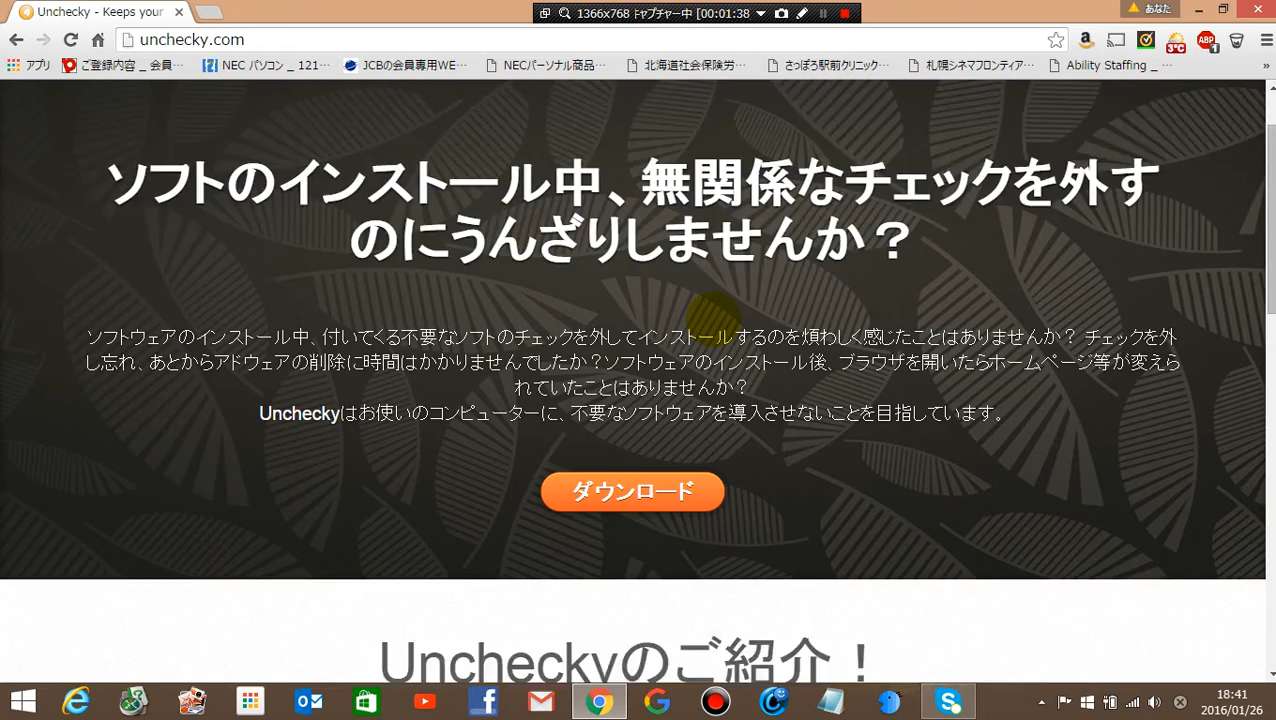 Unchecky - Keeps your
1366x768 ドャプチャー中 [00:01:38
あなた
unchecky.com
3°C
ABP
1
アプリ
ご登録内容 _ 会員…
NEC パソコン _ 121…
JCBの会員専用WE…
NECパーソナル商品…
北海道社会保険労…
さっぽろ駅前クリニック…
札幌シネマフロンティア…
Ability Staffing _ …
ソフトのインストール中、無関係なチェックを外す
のにうんざりしませんか？
ソフトウェアのインストール中、付いてくる不要なソフトのチェックを外してインストールするのを煩わしく感じたことはありませんか？ チェックを外
し忘れ、あとからアドウェアの削除に時間はかかりませんでしたか？ソフトウェアのインストール後、ブラウザを開いたらホームページ等が変えら
れていたことはありませんか？
Uncheckyはお使いのコンピューターに、不要なソフトウェアを導入させないことを目指しています。
ダウンロード
Uncheckyのご紹介！
18:41
2016/01/26